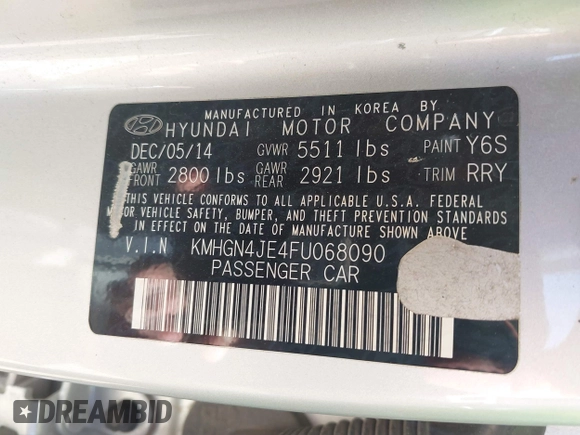 MANUFACTURED IN KOREA BY
HYUNDAI MOTOR COMPANY
DEC/05/14 GVWR 5511 lbs PAINT Y6S
GAWR FRONT 2800 lbs GAWR REAR 2921 lbs TRIM RRY
THIS VEHICLE CONFORMS TO ALL APPLICABLE U.S.A. FEDERAL
MOTOR VEHICLE SAFETY, BUMPER, AND THEFT PREVENTION STANDARDS
IN EFFECT ON THE DATE OF MANUFACTURE SHOWN ABOVE
V.I.N KMHGN4JE4FU068090
PASSENGER CAR
DREAMBID